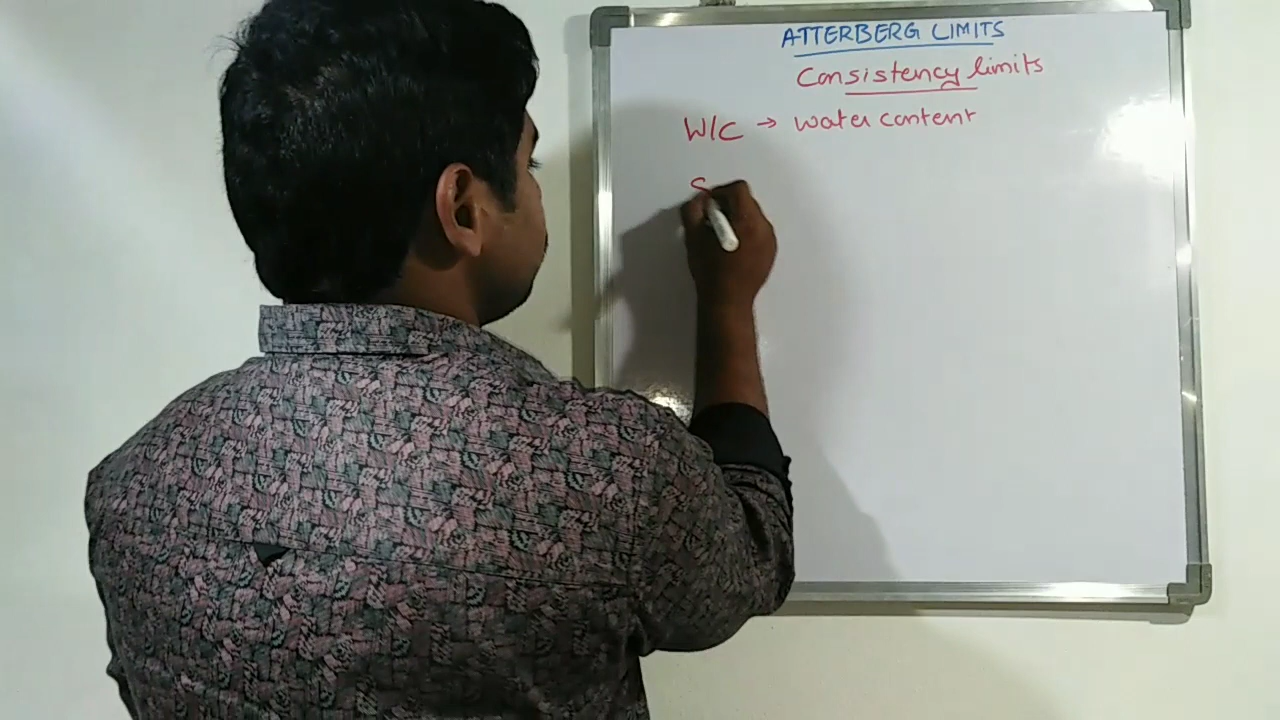 ATTERBERG LIMITS
Consistency limits
W/C → water content
S